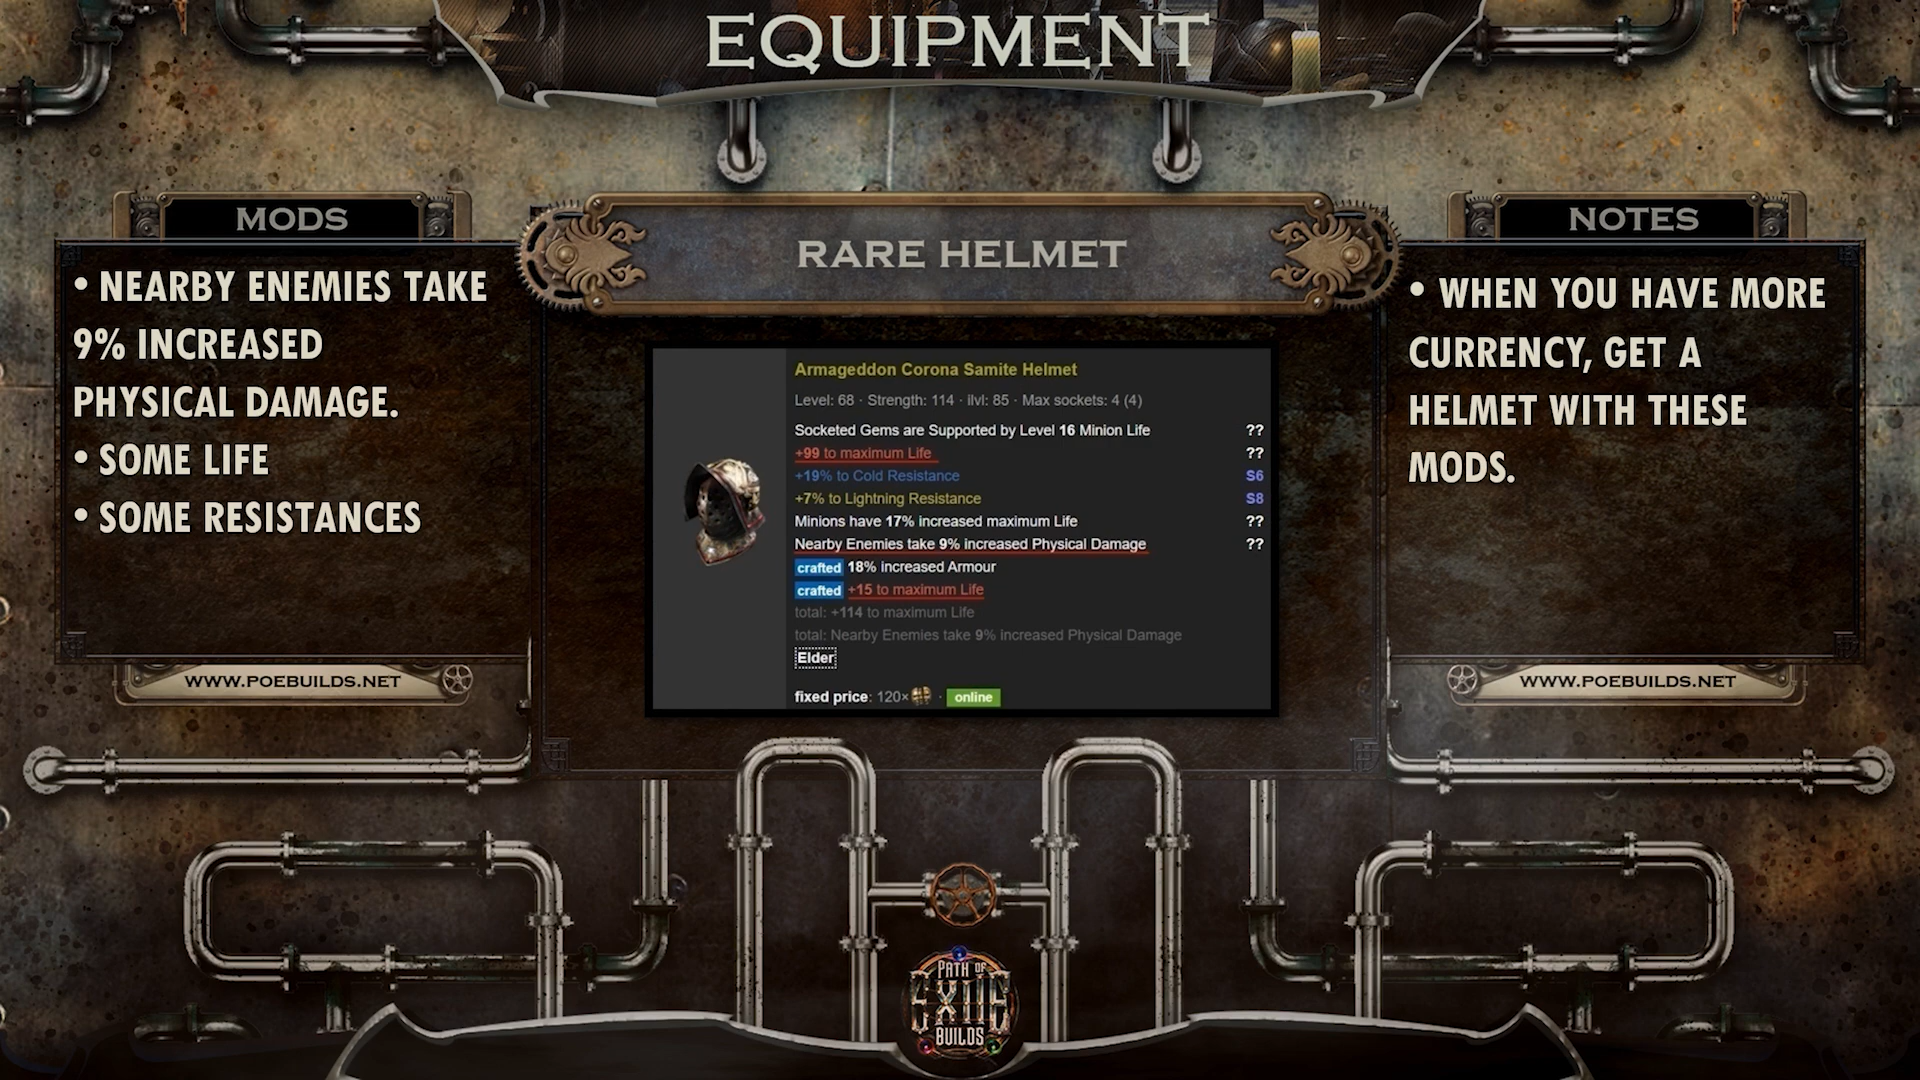 EQUIPMENT
MODS
• NEARBY ENEMIES TAKE
9% INCREASED
PHYSICAL DAMAGE.
• SOME LIFE
• SOME RESISTANCES
WWW.POEBUILDS.NET
RARE HELMET
Armageddon Corona Samite Helmet
Level: 68 · Strength: 114 · ilvl: 85 · Max sockets: 4 (4)
Socketed Gems are Supported by Level 16 Minion Life ??
+99 to maximum Life ??
+19% to Cold Resistance S6
+7% to Lightning Resistance S8
Minions have 17% increased maximum Life ??
Nearby Enemies take 9% increased Physical Damage ??
crafted 18% increased Armour
crafted +15 to maximum Life
total: +114 to maximum Life
total: Nearby Enemies take 9% increased Physical Damage
Elder
fixed price: 120× · online
NOTES
• WHEN YOU HAVE MORE
CURRENCY, GET A
HELMET WITH THESE
MODS.
WWW.POEBUILDS.NET
PATH OF
EXILE
BUILDS